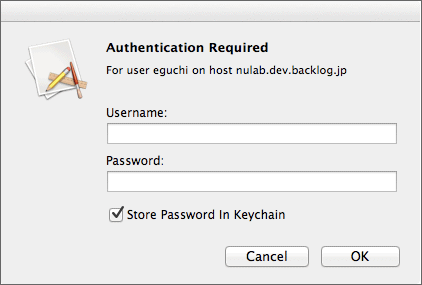 Authentication Required
For user eguchi on host nulab.dev.backlog.jp
Username:
Password:
Store Password In Keychain
Cancel
OK